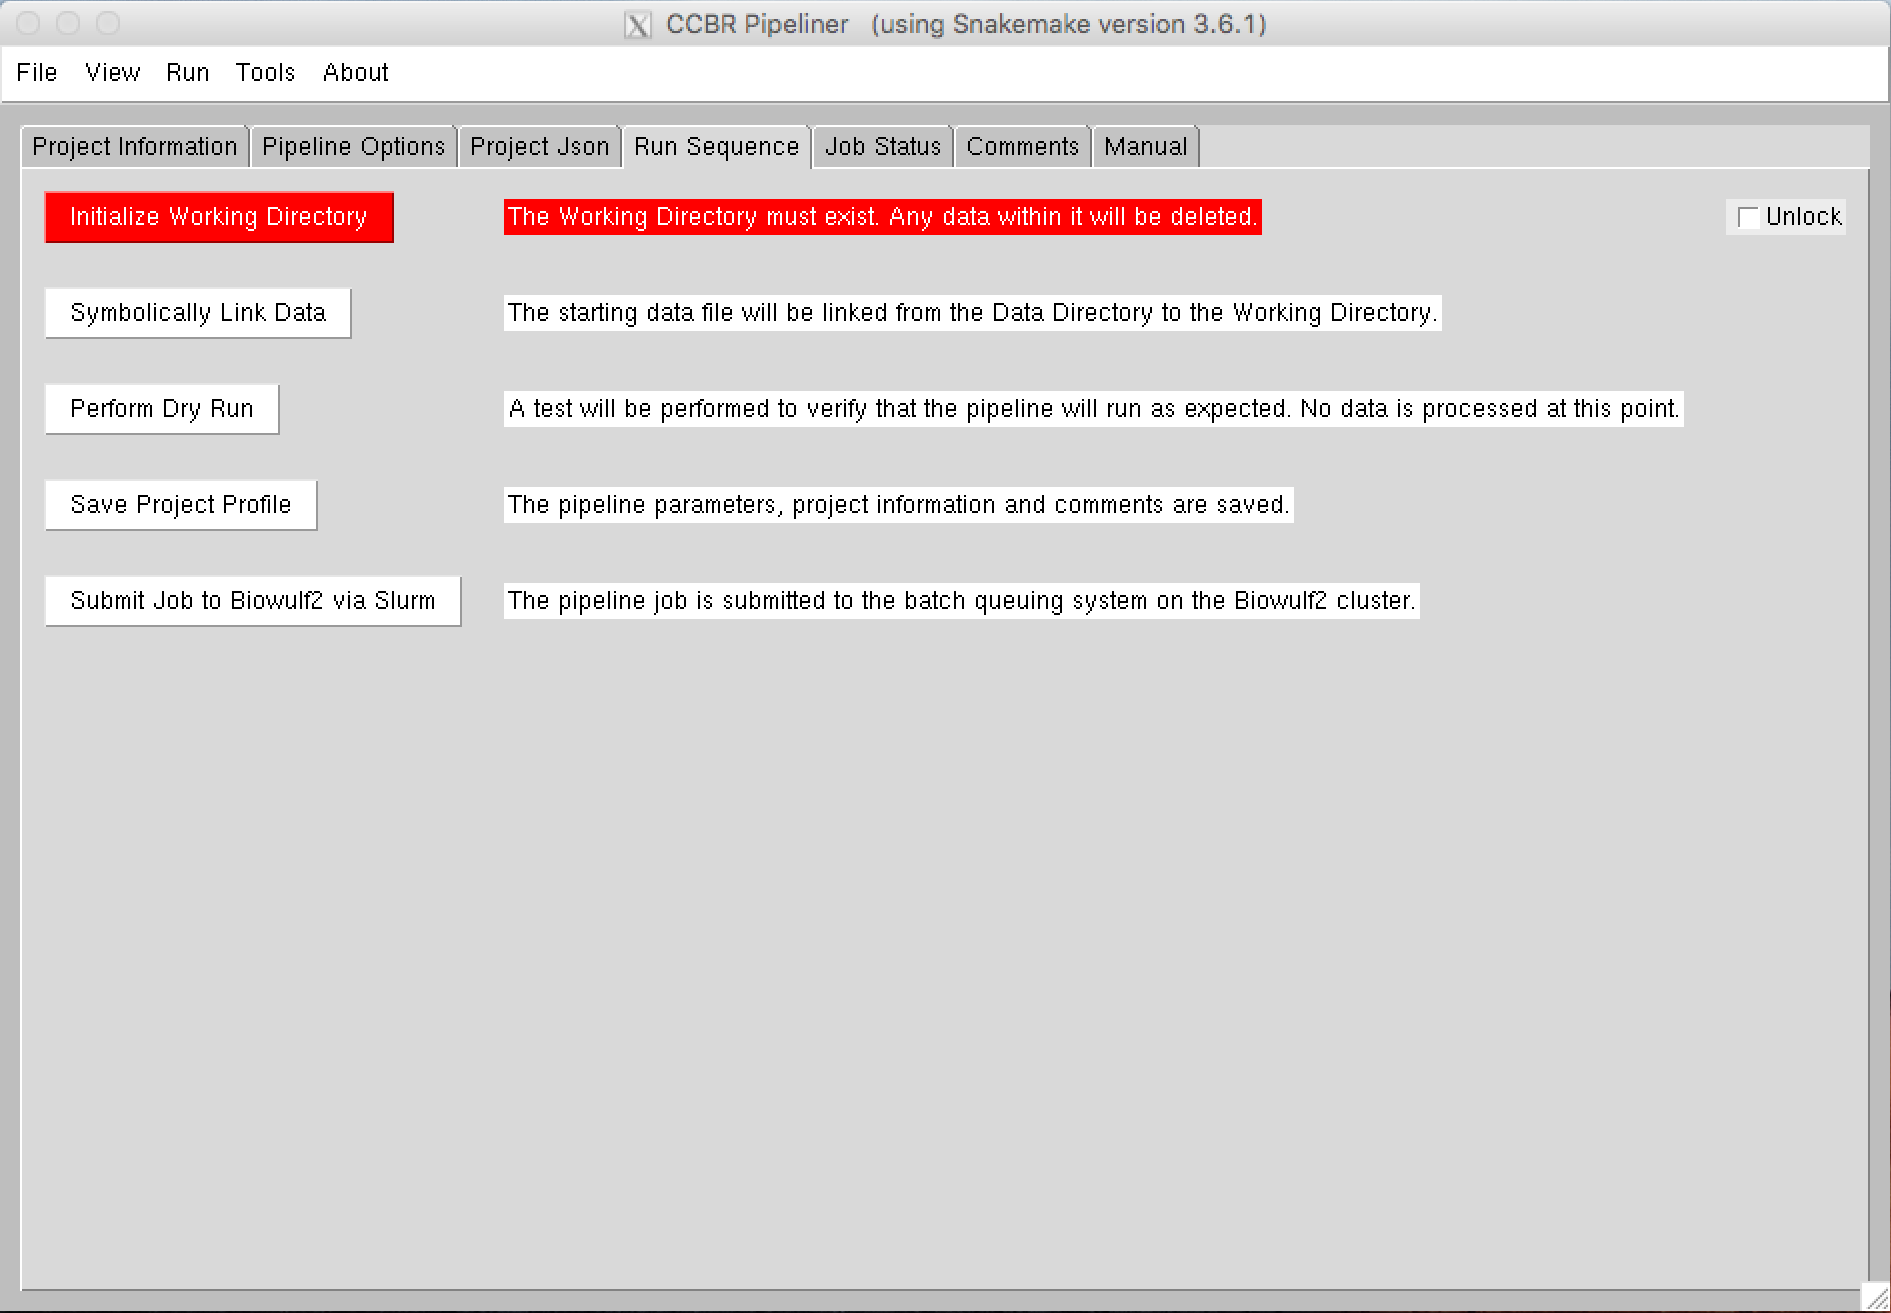 CCBR Pipeliner (using Snakemake version 3.6.1)
File View Run Tools About
Project Information Pipeline Options Project Json Run Sequence Job Status Comments Manual
Initialize Working Directory The Working Directory must exist. Any data within it will be deleted. Unlock
Symbolically Link Data The starting data file will be linked from the Data Directory to the Working Directory.
Perform Dry Run A test will be performed to verify that the pipeline will run as expected. No data is processed at this point.
Save Project Profile The pipeline parameters, project information and comments are saved.
Submit Job to Biowulf2 via Slurm The pipeline job is submitted to the batch queuing system on the Biowulf2 cluster.